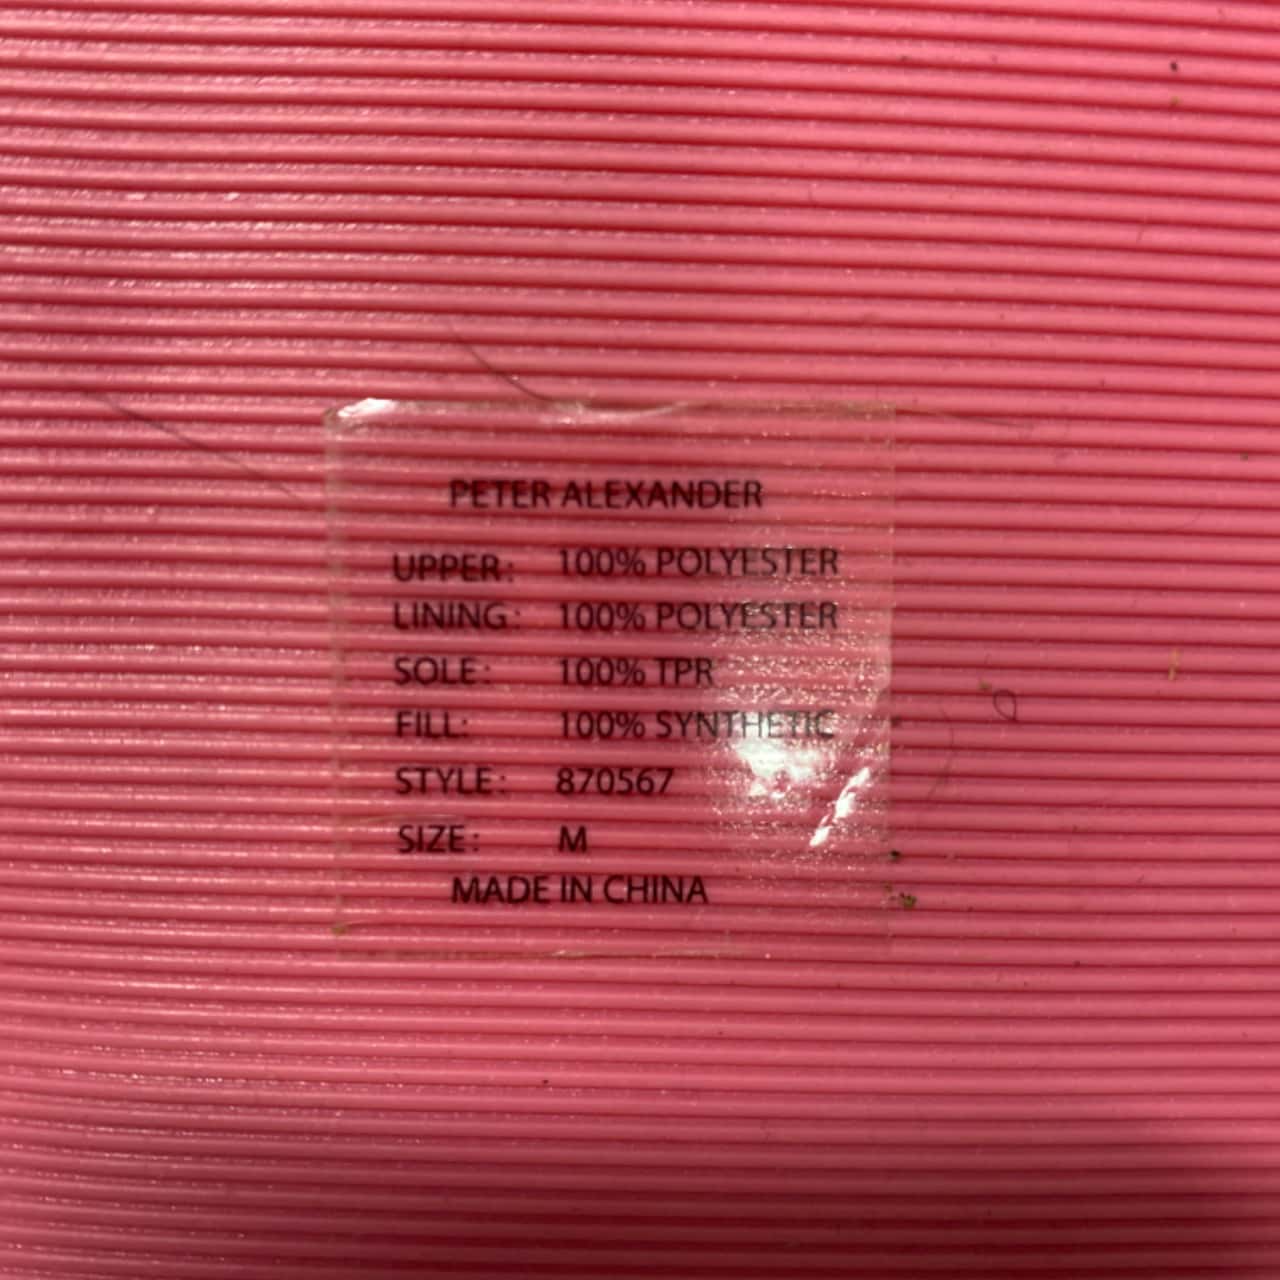 PETER ALEXANDER
UPPER: 100% POLYESTER
LINING: 100% POLYESTER
SOLE: 100% TPR
FILL: 100% SYNTHETIC
STYLE: 870567
SIZE: M
MADE IN CHINA